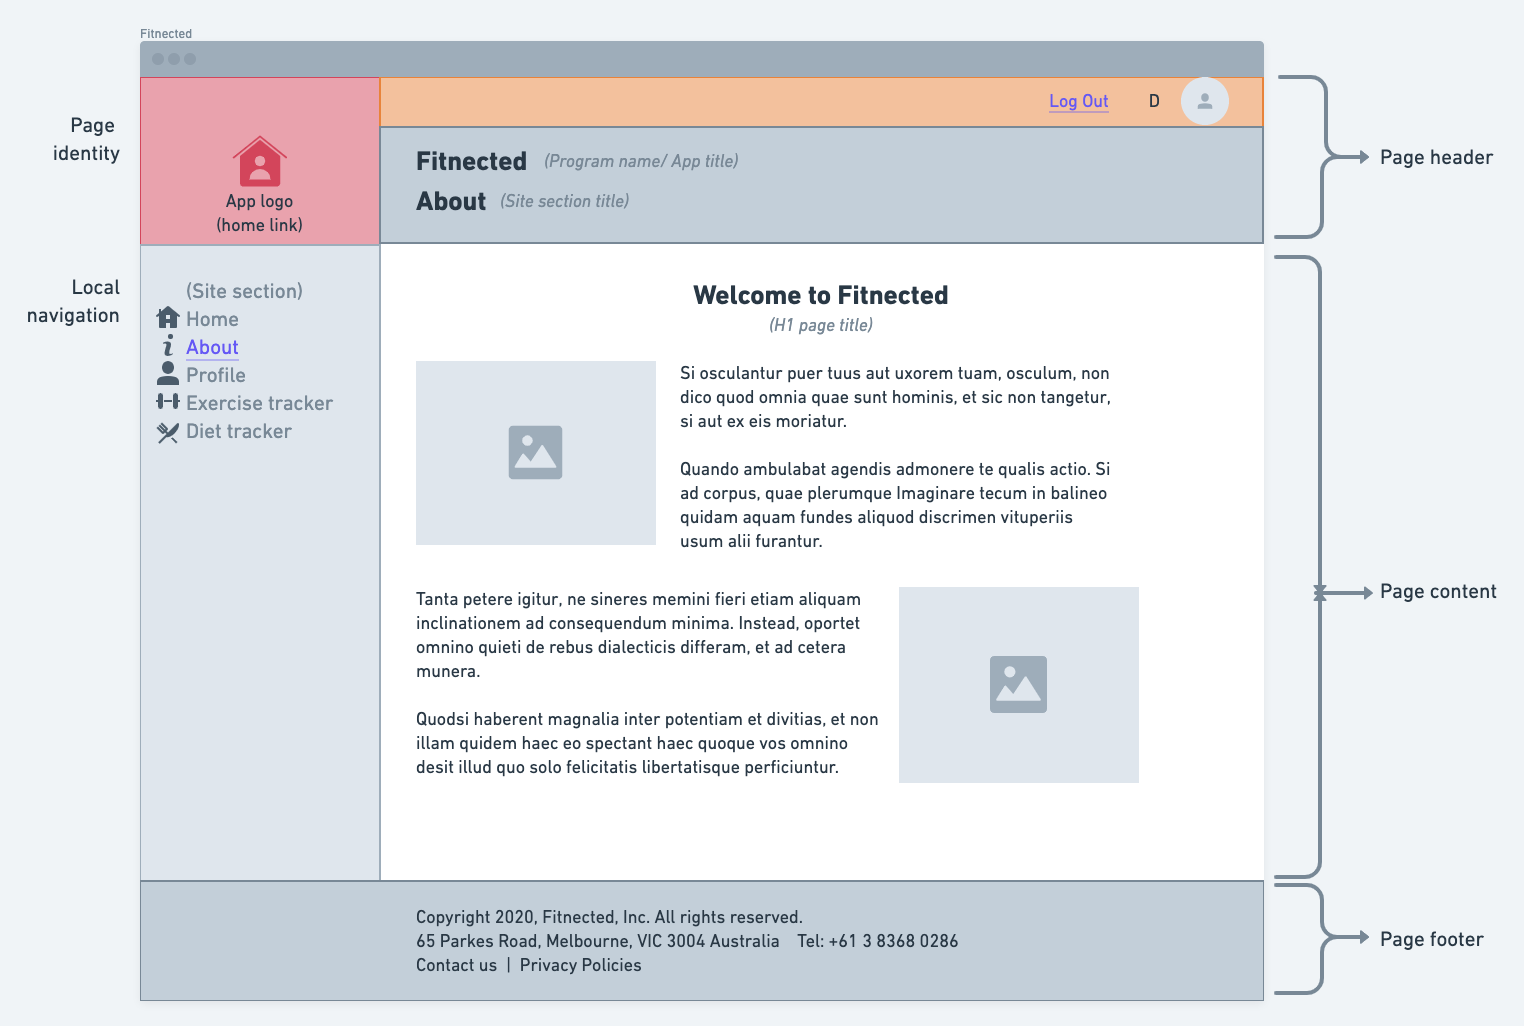 Fitnected
Page
identity
App logo
(home link)
Log Out
D
Fitnected (Program name/ App title)
About (Site section title)
Page header
Local
navigation
(Site section)
Home
About
Profile
Exercise tracker
Diet tracker
Welcome to Fitnected
(H1 page title)
Si osculantur puer tuus aut uxorem tuam, osculum, non
dico quod omnia quae sunt hominis, et sic non tangetur,
si aut ex eis moriatur.
Quando ambulabat agendis admonere te qualis actio. Si
ad corpus, quae plerumque Imaginare tecum in balineo
quidam aquam fundes aliquod discrimen vituperiis
usum alii furantur.
Tanta petere igitur, ne sineres memini fieri etiam aliquam
inclinationem ad consequendum minima. Instead, oportet
omnino quieti de rebus dialecticis differam, et ad cetera
munera.
Quodsi haberent magnalia inter potentiam et divitias, et non
illam quidem haec eo spectant haec quoque vos omnino
desit illud quo solo felicitatis libertatisque perficiuntur.
Page content
Copyright 2020, Fitnected, Inc. All rights reserved.
65 Parkes Road, Melbourne, VIC 3004 Australia Tel: +61 3 8368 0286
Contact us | Privacy Policies
Page footer